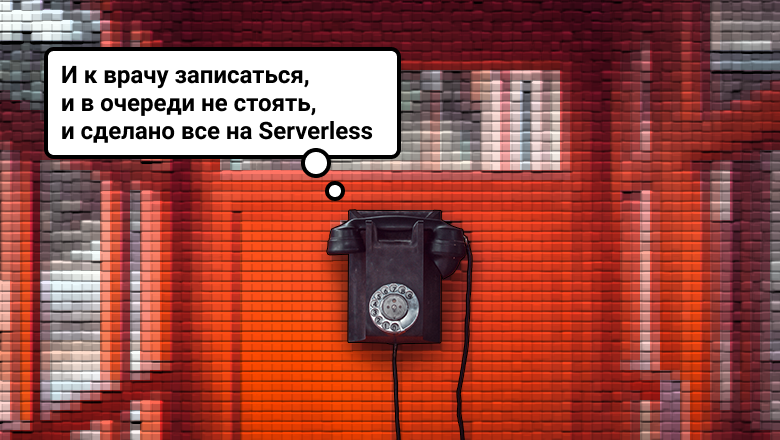 И к врачу записаться,
и в очереди не стоять,
и сделано все на Serverless